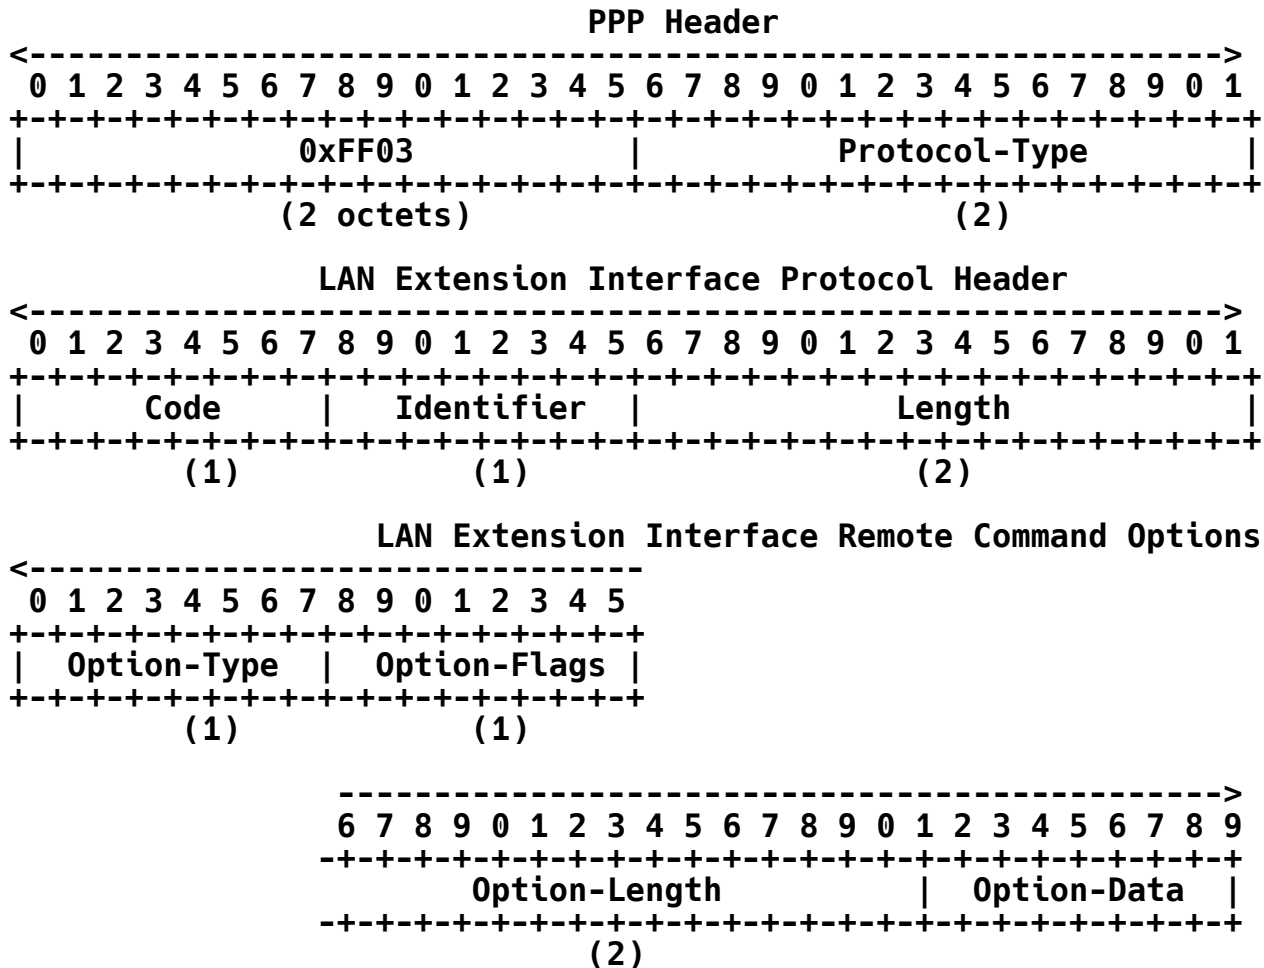 PPP Header
<-------------------------------------------------------------->
 0 1 2 3 4 5 6 7 8 9 0 1 2 3 4 5 6 7 8 9 0 1 2 3 4 5 6 7 8 9 0 1
+-+-+-+-+-+-+-+-+-+-+-+-+-+-+-+-+-+-+-+-+-+-+-+-+-+-+-+-+-+-+-+-+
|              0xFF03           |          Protocol-Type        |
+-+-+-+-+-+-+-+-+-+-+-+-+-+-+-+-+-+-+-+-+-+-+-+-+-+-+-+-+-+-+-+-+
              (2 octets)                         (2)

                LAN Extension Interface Protocol Header
<-------------------------------------------------------------->
 0 1 2 3 4 5 6 7 8 9 0 1 2 3 4 5 6 7 8 9 0 1 2 3 4 5 6 7 8 9 0 1
+-+-+-+-+-+-+-+-+-+-+-+-+-+-+-+-+-+-+-+-+-+-+-+-+-+-+-+-+-+-+-+-+
|      Code     |   Identifier  |             Length            |
+-+-+-+-+-+-+-+-+-+-+-+-+-+-+-+-+-+-+-+-+-+-+-+-+-+-+-+-+-+-+-+-+
         (1)            (1)                    (2)

                   LAN Extension Interface Remote Command Options
<--------------------------------
 0 1 2 3 4 5 6 7 8 9 0 1 2 3 4 5
+-+-+-+-+-+-+-+-+-+-+-+-+-+-+-+-+
|  Option-Type  |  Option-Flags |
+-+-+-+-+-+-+-+-+-+-+-+-+-+-+-+-+
         (1)            (1)

                 ---------------------------------------------->
                 6 7 8 9 0 1 2 3 4 5 6 7 8 9 0 1 2 3 4 5 6 7 8 9
                -+-+-+-+-+-+-+-+-+-+-+-+-+-+-+-+-+-+-+-+-+-+-+-+
                        Option-Length          |  Option-Data  |
                -+-+-+-+-+-+-+-+-+-+-+-+-+-+-+-+-+-+-+-+-+-+-+-+
                              (2)